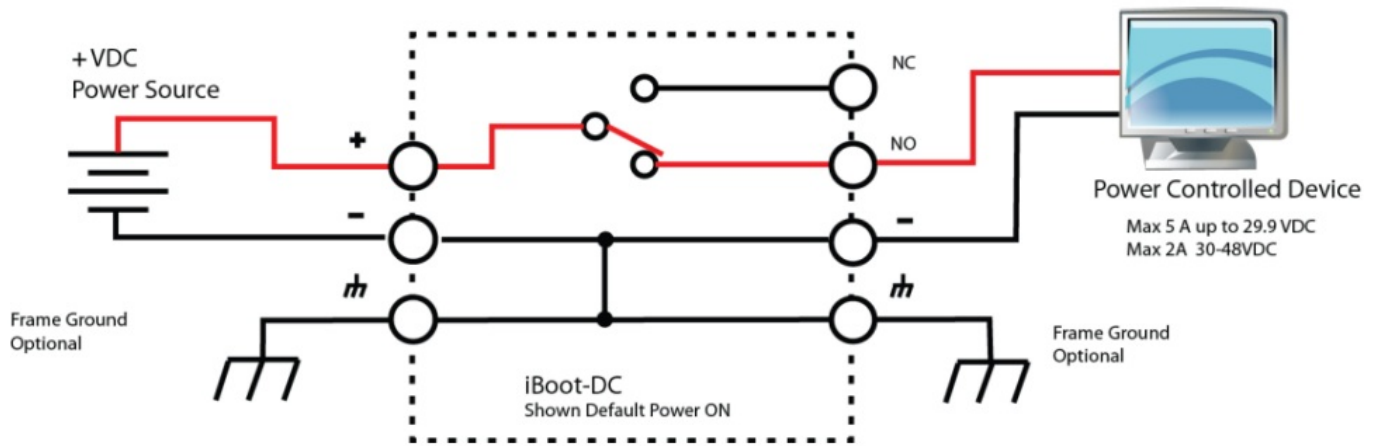 +VDC
Power Source
+
-
NC
NO
-
Power Controlled Device
Max 5 A up to 29.9 VDC
Max 2A 30-48VDC
Frame Ground
Optional
Frame Ground
Optional
iBoot-DC
Shown Default Power ON